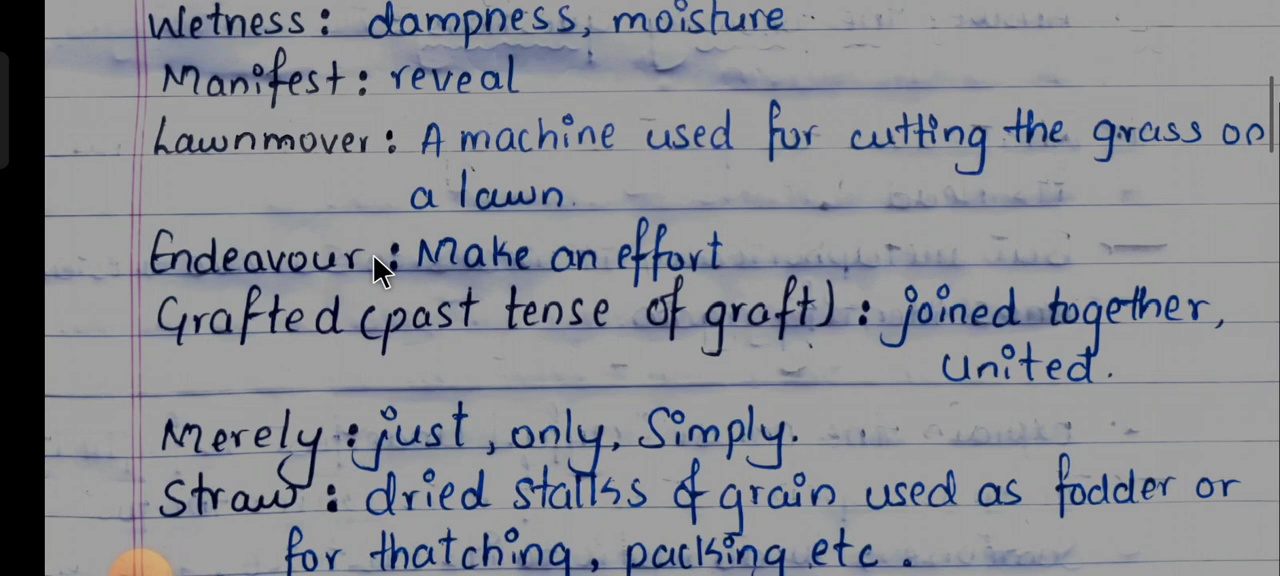 Wetness: dampness, moisture
Manifest: reveal
Lawnmover: A machine used for cutting the grass on
a lawn.
Endeavour: Make an effort
Grafted (past tense of graft): joined together,
united.
Merely: just, only, Simply.
Straw: dried stalks of grain used as fodder or
for thatching, packing etc.